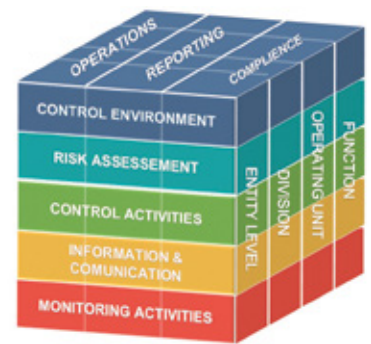 OPERATIONS
REPORTING
COMPLIENCE
CONTROL ENVIRONMENT
RISK ASSESSEMENT
CONTROL ACTIVITIES
INFORMATION &
COMUNICATION
MONITORING ACTIVITIES
ENTITY LEVEL
DIVISION
OPERATING UNIT
FUNCTION